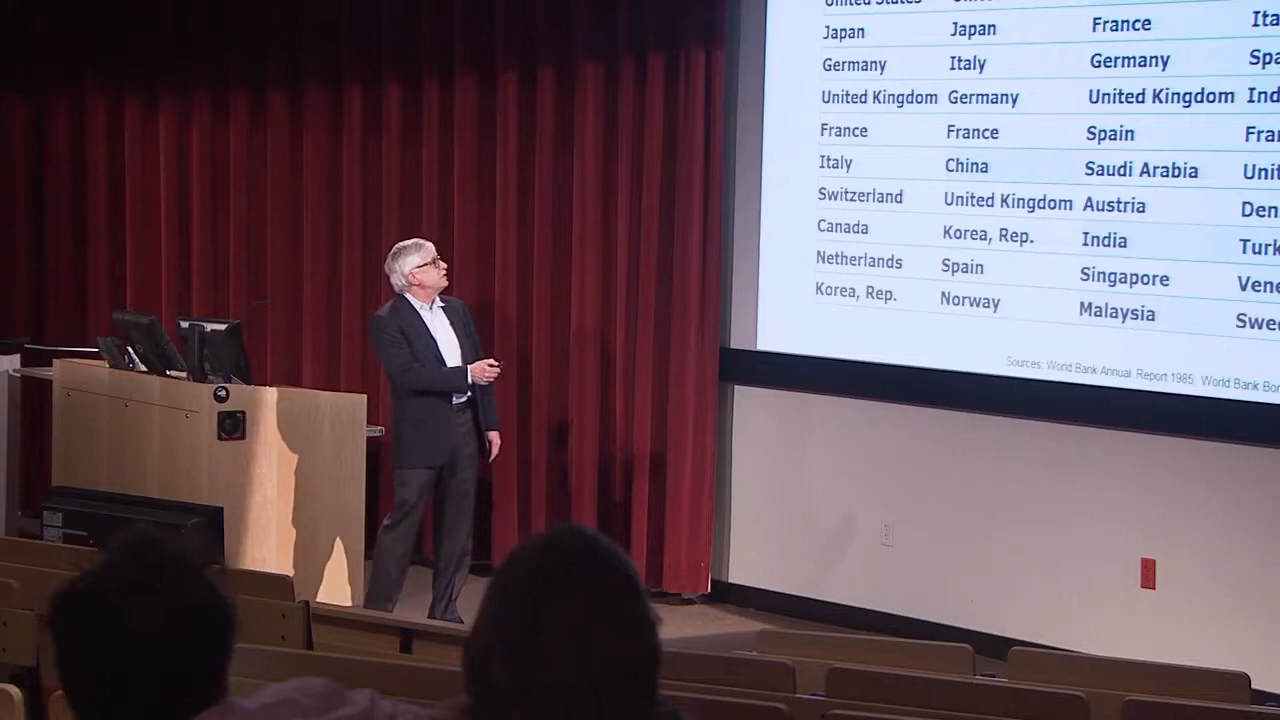 United States
Japan Japan France
Germany Italy Germany
United Kingdom Germany United Kingdom
France France Spain
Italy China Saudi Arabia
Switzerland United Kingdom Austria
Canada Korea, Rep. India
Netherlands Spain Singapore
Korea, Rep. Norway Malaysia
Sources: World Bank Annual Report 1985; World Bank